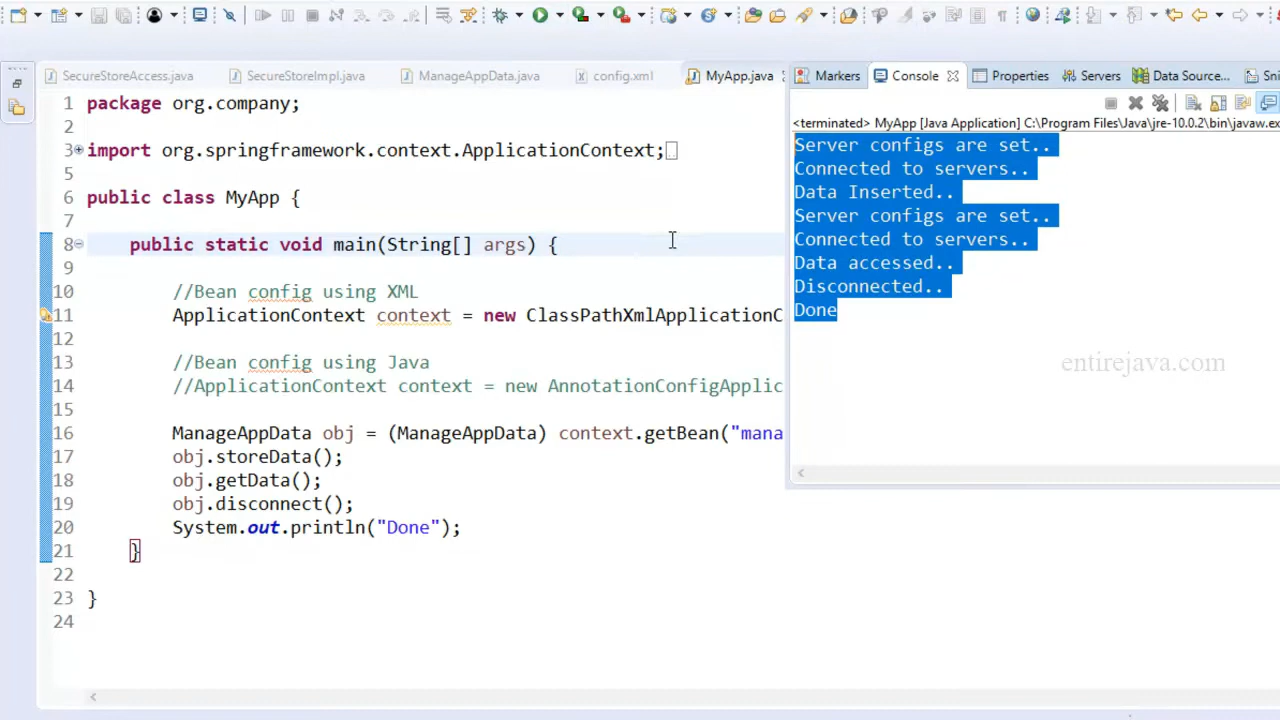 SecureStoreAccess.java SecureStoreImpl.java ManageAppData.java config.xml MyApp.java
Markers Console Properties Servers Data Source... Sni
<terminated> MyApp [Java Application] C:\Program Files\Java\jre-10.0.2\bin\javaw.ex
1 package org.company;
2
3 import org.springframework.context.ApplicationContext;
5
6 public class MyApp {
7
8 public static void main(String[] args) {
9
10 //Bean config using XML
11 ApplicationContext context = new ClassPathXmlApplicationC
12
13 //Bean config using Java
14 //ApplicationContext context = new AnnotationConfigApplic
15
16 ManageAppData obj = (ManageAppData) context.getBean("mana
17 obj.storeData();
18 obj.getData();
19 obj.disconnect();
20 System.out.println("Done");
21 }
22
23 }
24
Server configs are set..
Connected to servers..
Data Inserted..
Server configs are set..
Connected to servers..
Data accessed..
Disconnected..
Done
entirejava.com